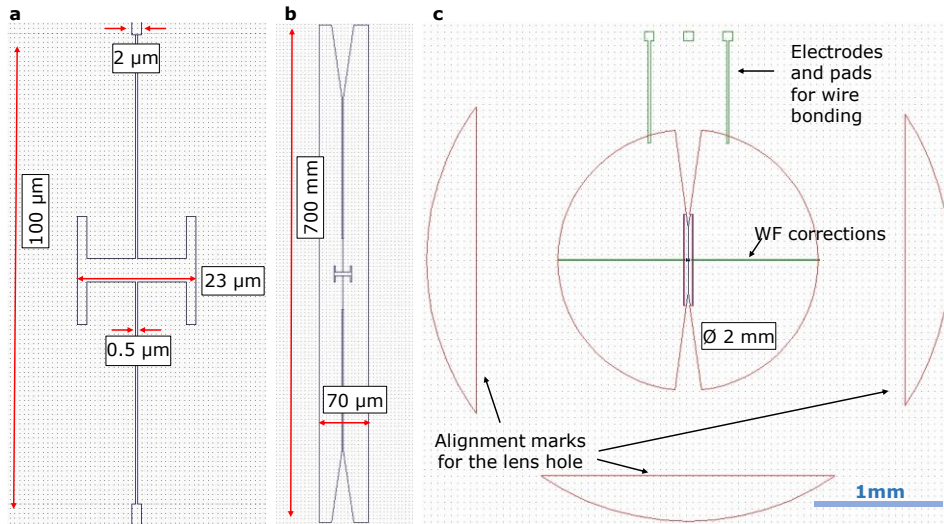 a
2 µm
100 µm
23 µm
0.5 µm
b
700 mm
70 µm
c
Electrodes
and pads
for wire
bonding
WF corrections
Ø 2 mm
Alignment marks
for the lens hole
1mm